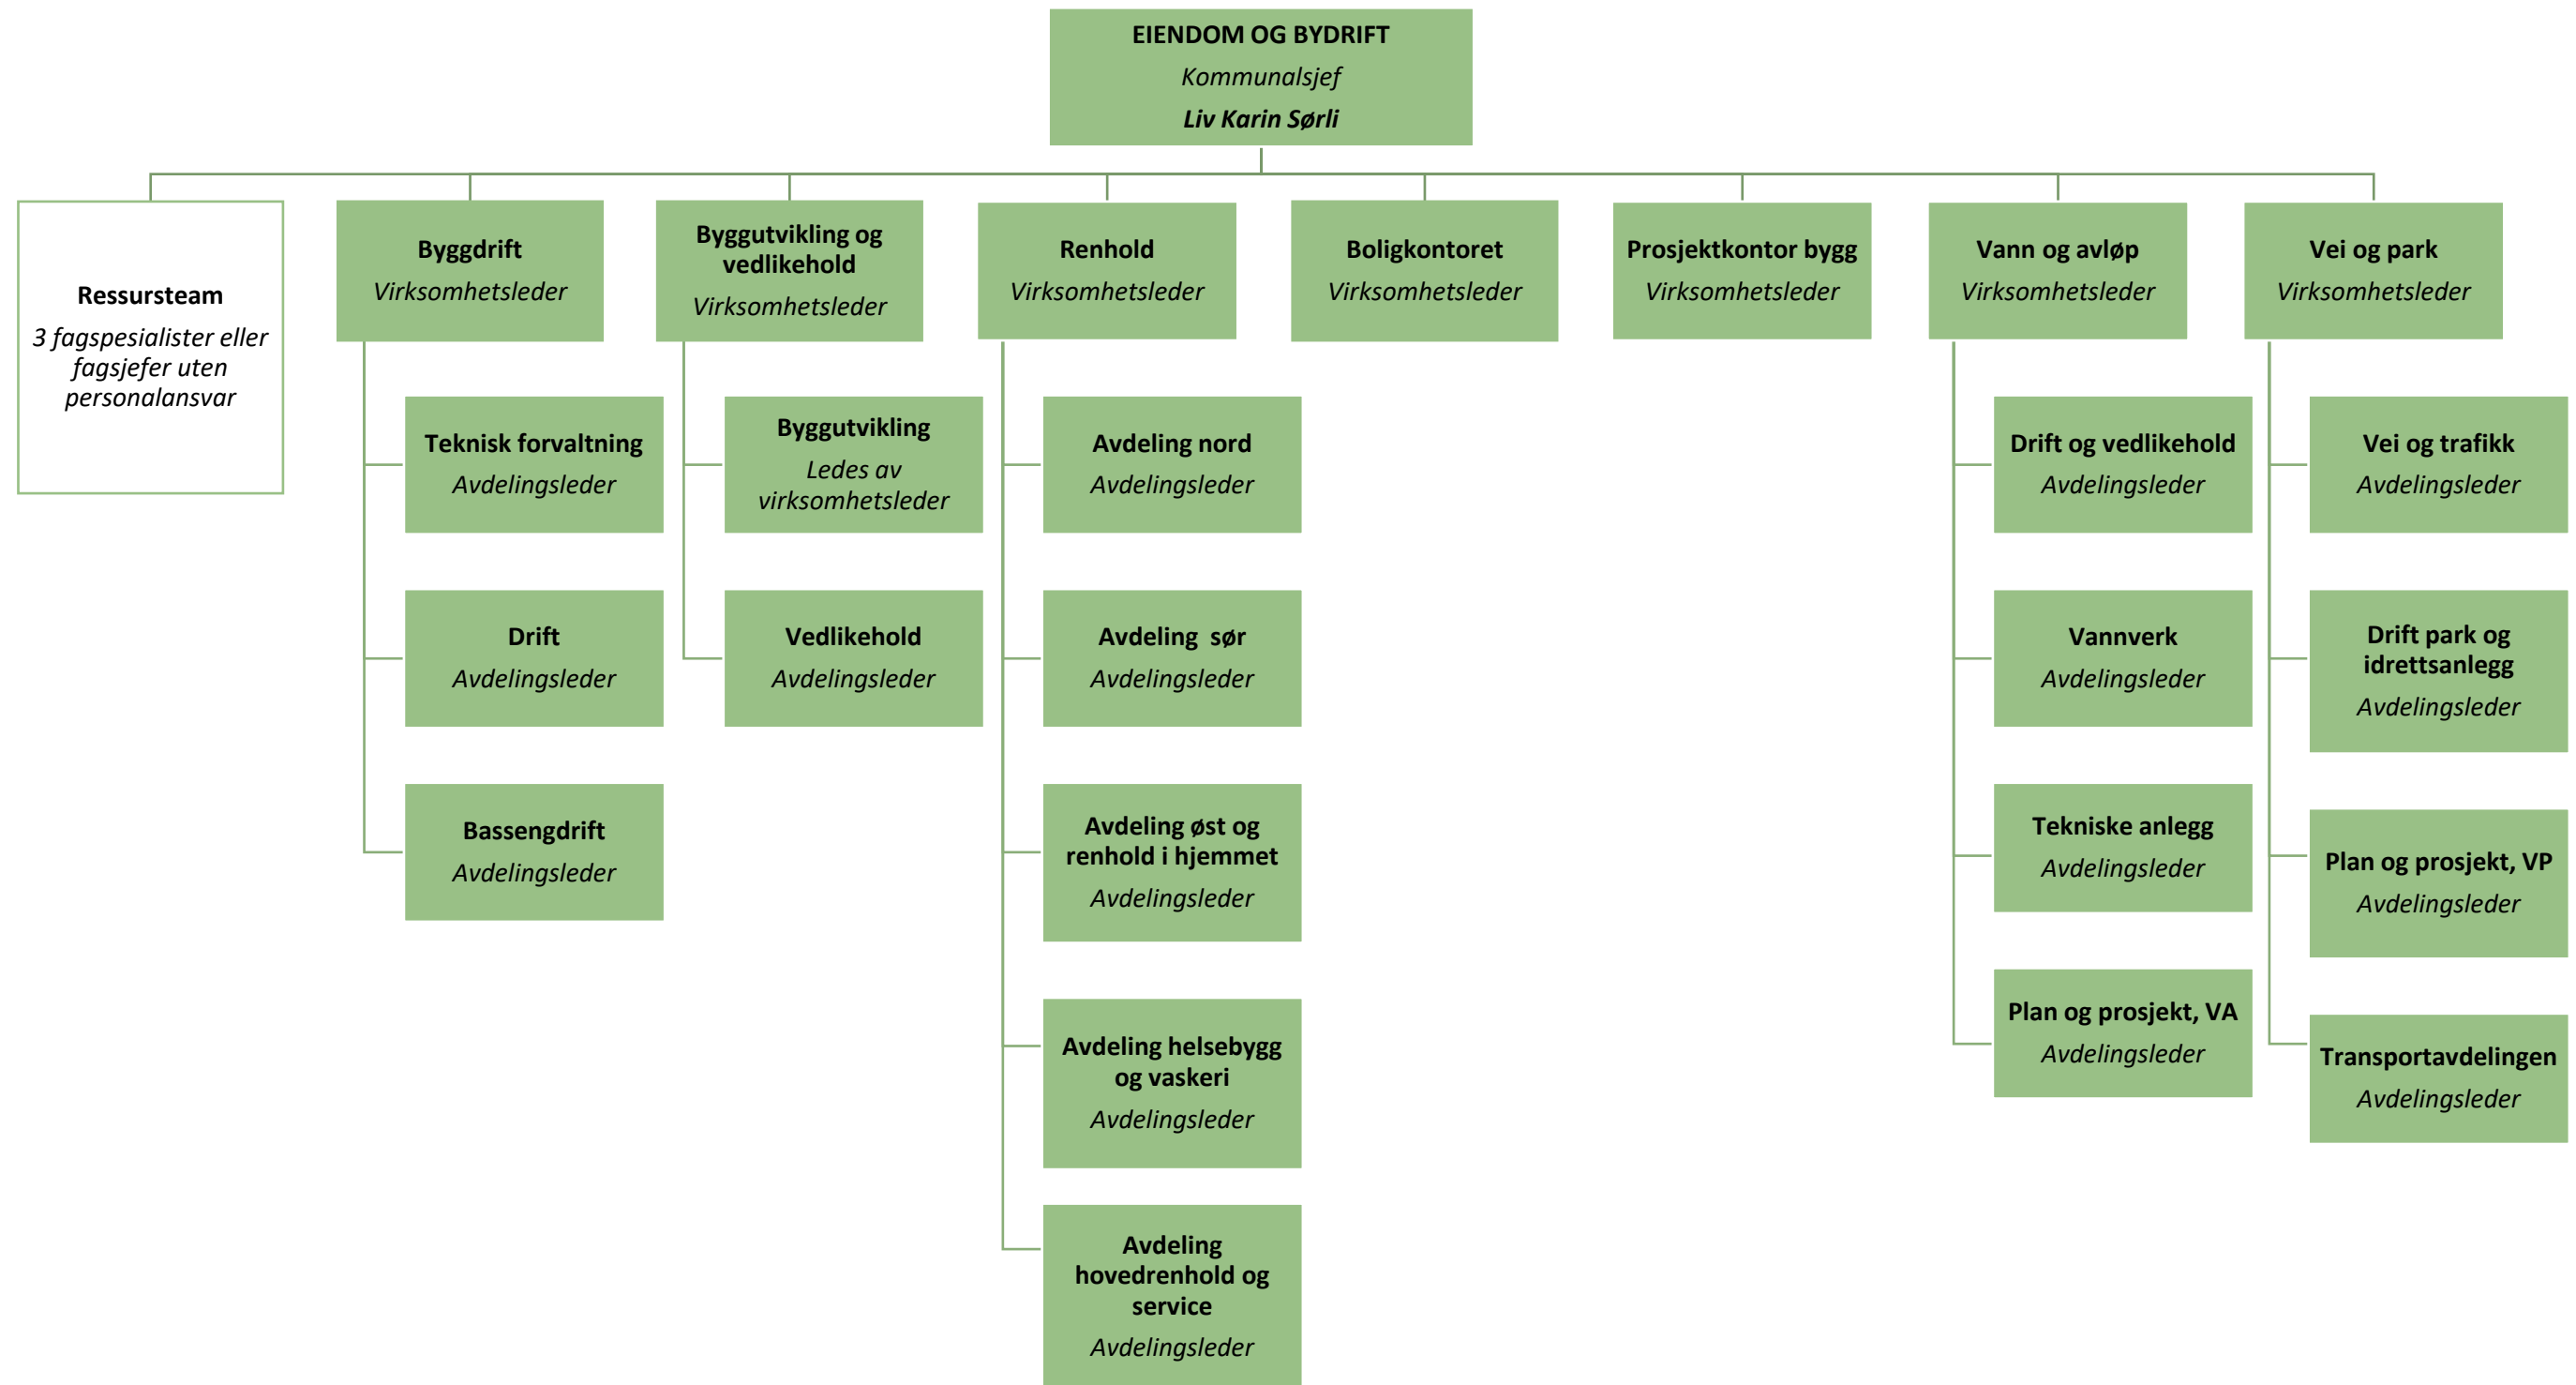 EIENDOM OG BYDRIFT
Kommunalsjef
Liv Karin Sørli
Ressursteam
3 fagspesialister eller
fagsjefer uten
personalansvar
Byggdrift
Virksomhetsleder
Teknisk forvaltning
Avdelingsleder
Drift
Avdelingsleder
Bassengdrift
Avdelingsleder
Byggutvikling og
vedlikehold
Virksomhetsleder
Byggutvikling
Ledes av
virksomhetsleder
Vedlikehold
Avdelingsleder
Renhold
Virksomhetsleder
Avdeling nord
Avdelingsleder
Avdeling  sør
Avdelingsleder
Avdeling øst og
renhold i hjemmet
Avdelingsleder
Avdeling helsebygg
og vaskeri
Avdelingsleder
Avdeling
hovedrenhold og
service
Avdelingsleder
Boligkontoret
Virksomhetsleder
Prosjektkontor bygg
Virksomhetsleder
Vann og avløp
Virksomhetsleder
Drift og vedlikehold
Avdelingsleder
Vannverk
Avdelingsleder
Tekniske anlegg
Avdelingsleder
Plan og prosjekt, VA
Avdelingsleder
Vei og park
Virksomhetsleder
Vei og trafikk
Avdelingsleder
Drift park og
idrettsanlegg
Avdelingsleder
Plan og prosjekt, VP
Avdelingsleder
Transportavdelingen
Avdelingsleder